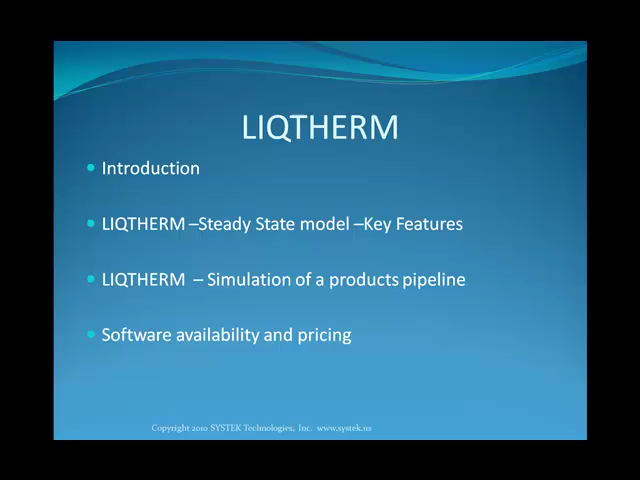 LIQTHERM
Introduction
LIQTHERM –Steady State model –Key Features
LIQTHERM – Simulation of a products pipeline
Software availability and pricing
Copyright 2010 SYSTEK Technologies, Inc. www.systek.us